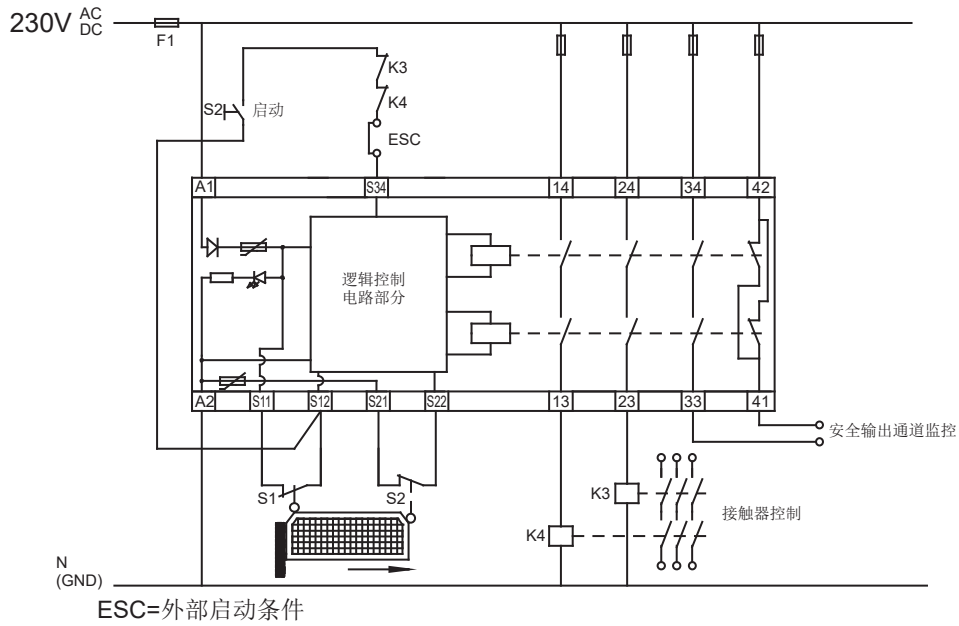 230V AC
DC
F1
K3
K4
S2 启动
ESC
A1
S34
14
24
34
42
逻辑控制
电路部分
A2
S11
S12
S21
S22
13
23
33
41
安全输出通道监控
S1
S2
K3
接触器控制
K4
N
(GND)
ESC=外部启动条件